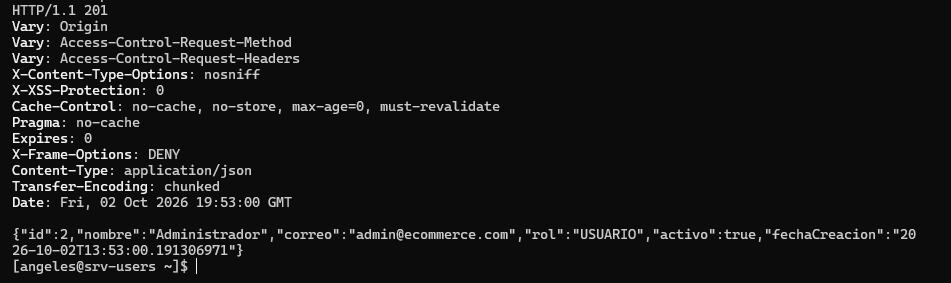 HTTP/1.1 201
Vary: Origin
Vary: Access-Control-Request-Method
Vary: Access-Control-Request-Headers
X-Content-Type-Options: nosniff
X-XSS-Protection: 0
Cache-Control: no-cache, no-store, max-age=0, must-revalidate
Pragma: no-cache
Expires: 0
X-Frame-Options: DENY
Content-Type: application/json
Transfer-Encoding: chunked
Date: Fri, 02 Oct 2026 19:53:00 GMT

{"id":2,"nombre":"Administrador","correo":"admin@ecommerce.com","rol":"USUARIO","activo":true,"fechaCreacion":"20
26-10-02T13:53:00.191306971"}
[angeles@srv-users ~]$